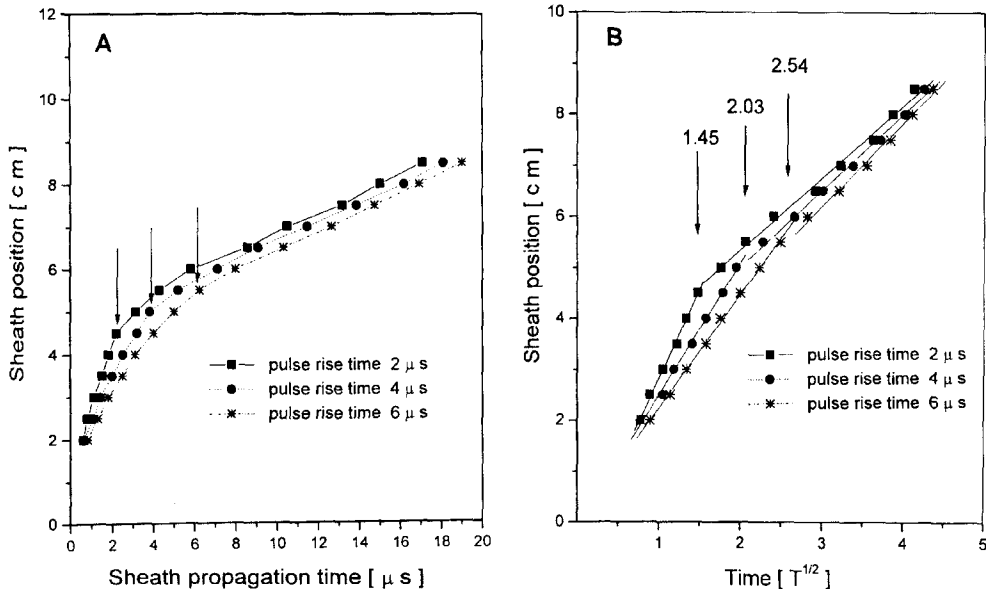 A
12
10
8
6
4
2
0
Sheath position [ c m ]
0 2 4 6 8 10 12 14 16 18 20
Sheath propagation time [ μ s ]
pulse rise time 2 μ s
pulse rise time 4 μ s
pulse rise time 6 μ s
B
10
8
6
4
2
0
Sheath position [ c m ]
1.45
2.03
2.54
1 2 3 4 5
Time [ T^1/2 ]
pulse rise time 2 μ s
pulse rise time 4 μ s
pulse rise time 6 μ s